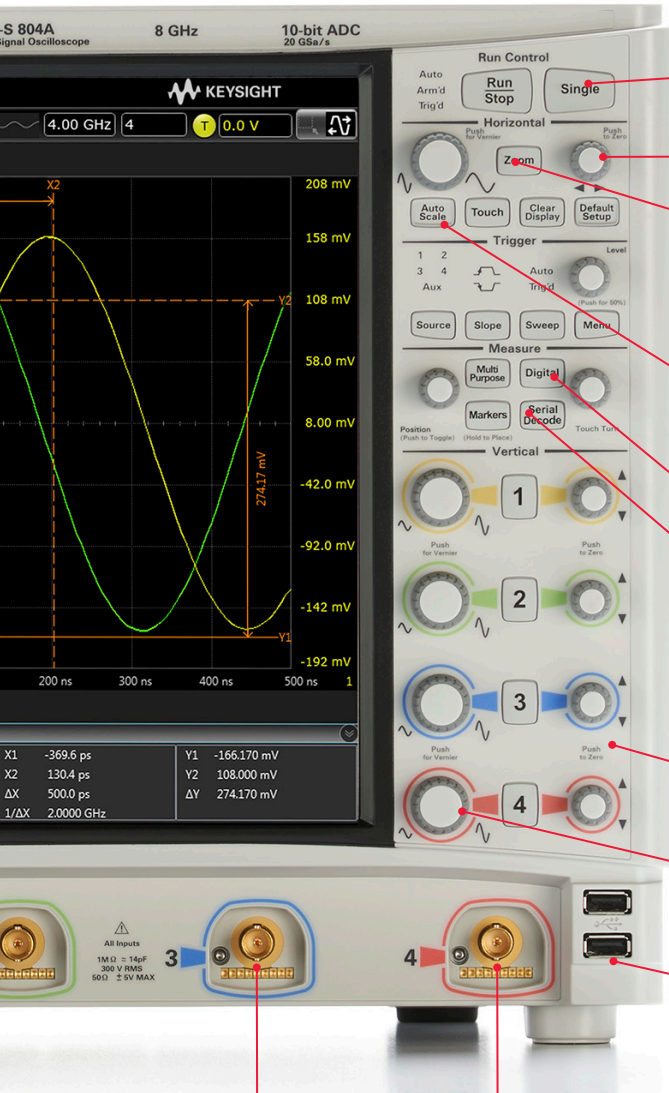 -S 804A
ignal Oscilloscope
8 GHz
10-bit ADC
20 GSa/s
KEYSIGHT
4.00 GHz
4
T
0.0 V
X2
208 mV
158 mV
Y2
108 mV
58.0 mV
8.00 mV
274.17 mV
-42.0 mV
-92.0 mV
-142 mV
Y1
-192 mV
200 ns
300 ns
400 ns
500 ns
1
X1 -369.6 ps
X2 130.4 ps
ΔX 500.0 ps
1/ΔX 2.0000 GHz
Y1 -166.170 mV
Y2 108.000 mV
ΔY 274.170 mV
Run Control
Auto
Arm'd
Trig'd
Run
Stop
Single
Horizontal
Push
for Vernier
Zoom
Push
to Zero
Auto
Scale
Touch
Clear
Display
Default
Setup
Trigger
1 2
3 4
Aux
Auto
Trig'd
Level
(Push for 50%)
Source
Slope
Sweep
Menu
Measure
Multi
Purpose
Digital
Markers
Serial
Decode
Position
(Push to Toggle)
(Hold to Place)
Touch Turn
Vertical
1
Push
for Vernier
Push
to Zero
2
3
Push
for Vernier
Push
to Zero
4
All Inputs
1MΩ = 14pF
300 V RMS
50Ω ±5V MAX
3
4